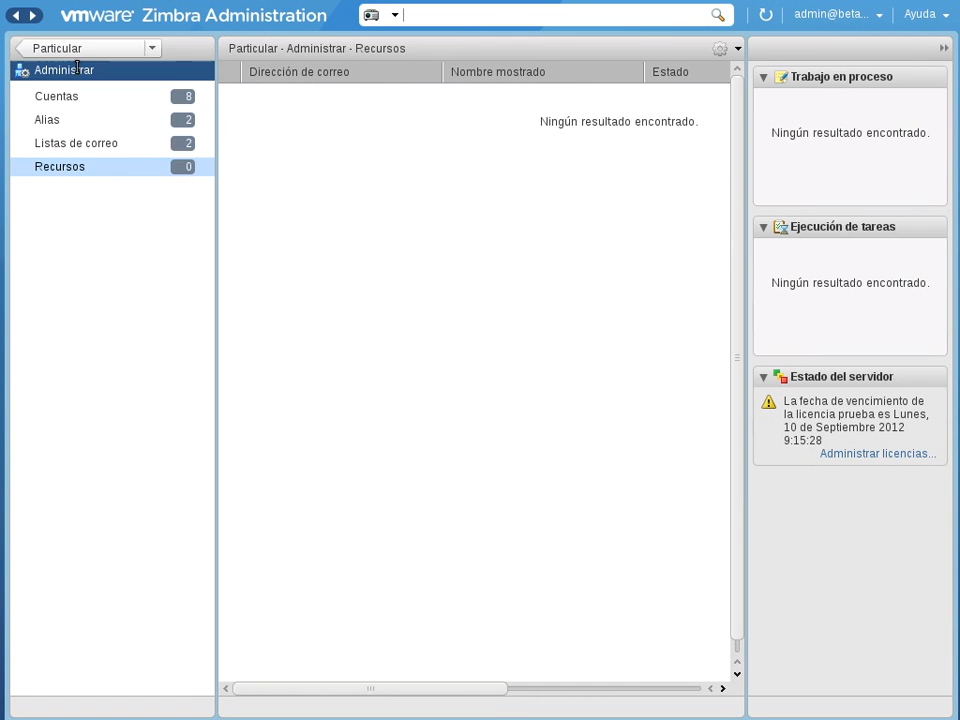 vmware Zimbra Administration
admin@beta...
Ayuda
Particular
Administrar
Cuentas 8
Alias 2
Listas de correo 2
Recursos 0
Particular - Administrar - Recursos
Dirección de correo
Nombre mostrado
Estado
Ningún resultado encontrado.
Trabajo en proceso
Ningún resultado encontrado.
Ejecución de tareas
Ningún resultado encontrado.
Estado del servidor
La fecha de vencimiento de
la licencia prueba es Lunes,
10 de Septiembre 2012
9:15:28
Administrar licencias...